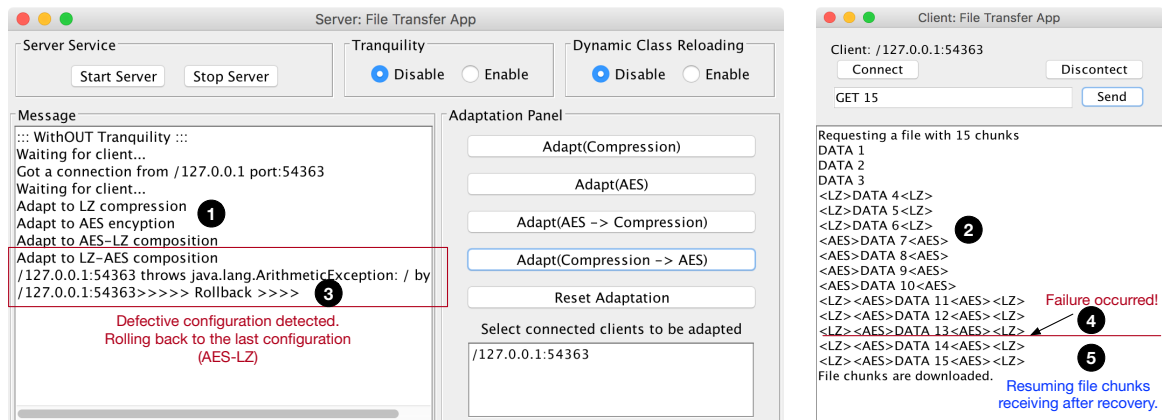 Server: File Transfer App
Server Service
Start Server
Stop Server
Tranquility
Disable
Enable
Dynamic Class Reloading
Disable
Enable
Message
::: WithOUT Tranquility :::
Waiting for client...
Got a connection from /127.0.0.1 port:54363
Waiting for client...
Adapt to LZ compression
Adapt to AES encyption
Adapt to AES-LZ composition
Adapt to LZ-AES composition
/127.0.0.1:54363 throws java.lang.ArithmeticException: / by
/127.0.0.1:54363>>>>> Rollback >>>>
1
3
Defective configuration detected.
Rolling back to the last configuration
(AES-LZ)
Adaptation Panel
Adapt(Compression)
Adapt(AES)
Adapt(AES -> Compression)
Adapt(Compression -> AES)
Reset Adaptation
Select connected clients to be adapted
/127.0.0.1:54363
Client: File Transfer App
Client: /127.0.0.1:54363
Connect
Discontect
GET 15
Send
Requesting a file with 15 chunks
DATA 1
DATA 2
DATA 3
<LZ>DATA 4<LZ>
<LZ>DATA 5<LZ>
<LZ>DATA 6<LZ>
<AES>DATA 7<AES>
<AES>DATA 8<AES>
<AES>DATA 9<AES>
<AES>DATA 10<AES>
<LZ><AES>DATA 11<AES><LZ>
<LZ><AES>DATA 12<AES><LZ>
<LZ><AES>DATA 13<AES><LZ>
<LZ><AES>DATA 14<AES><LZ>
<LZ><AES>DATA 15<AES><LZ>
File chunks are downloaded.
2
Failure occurred!
4
5
Resuming file chunks
receiving after recovery.